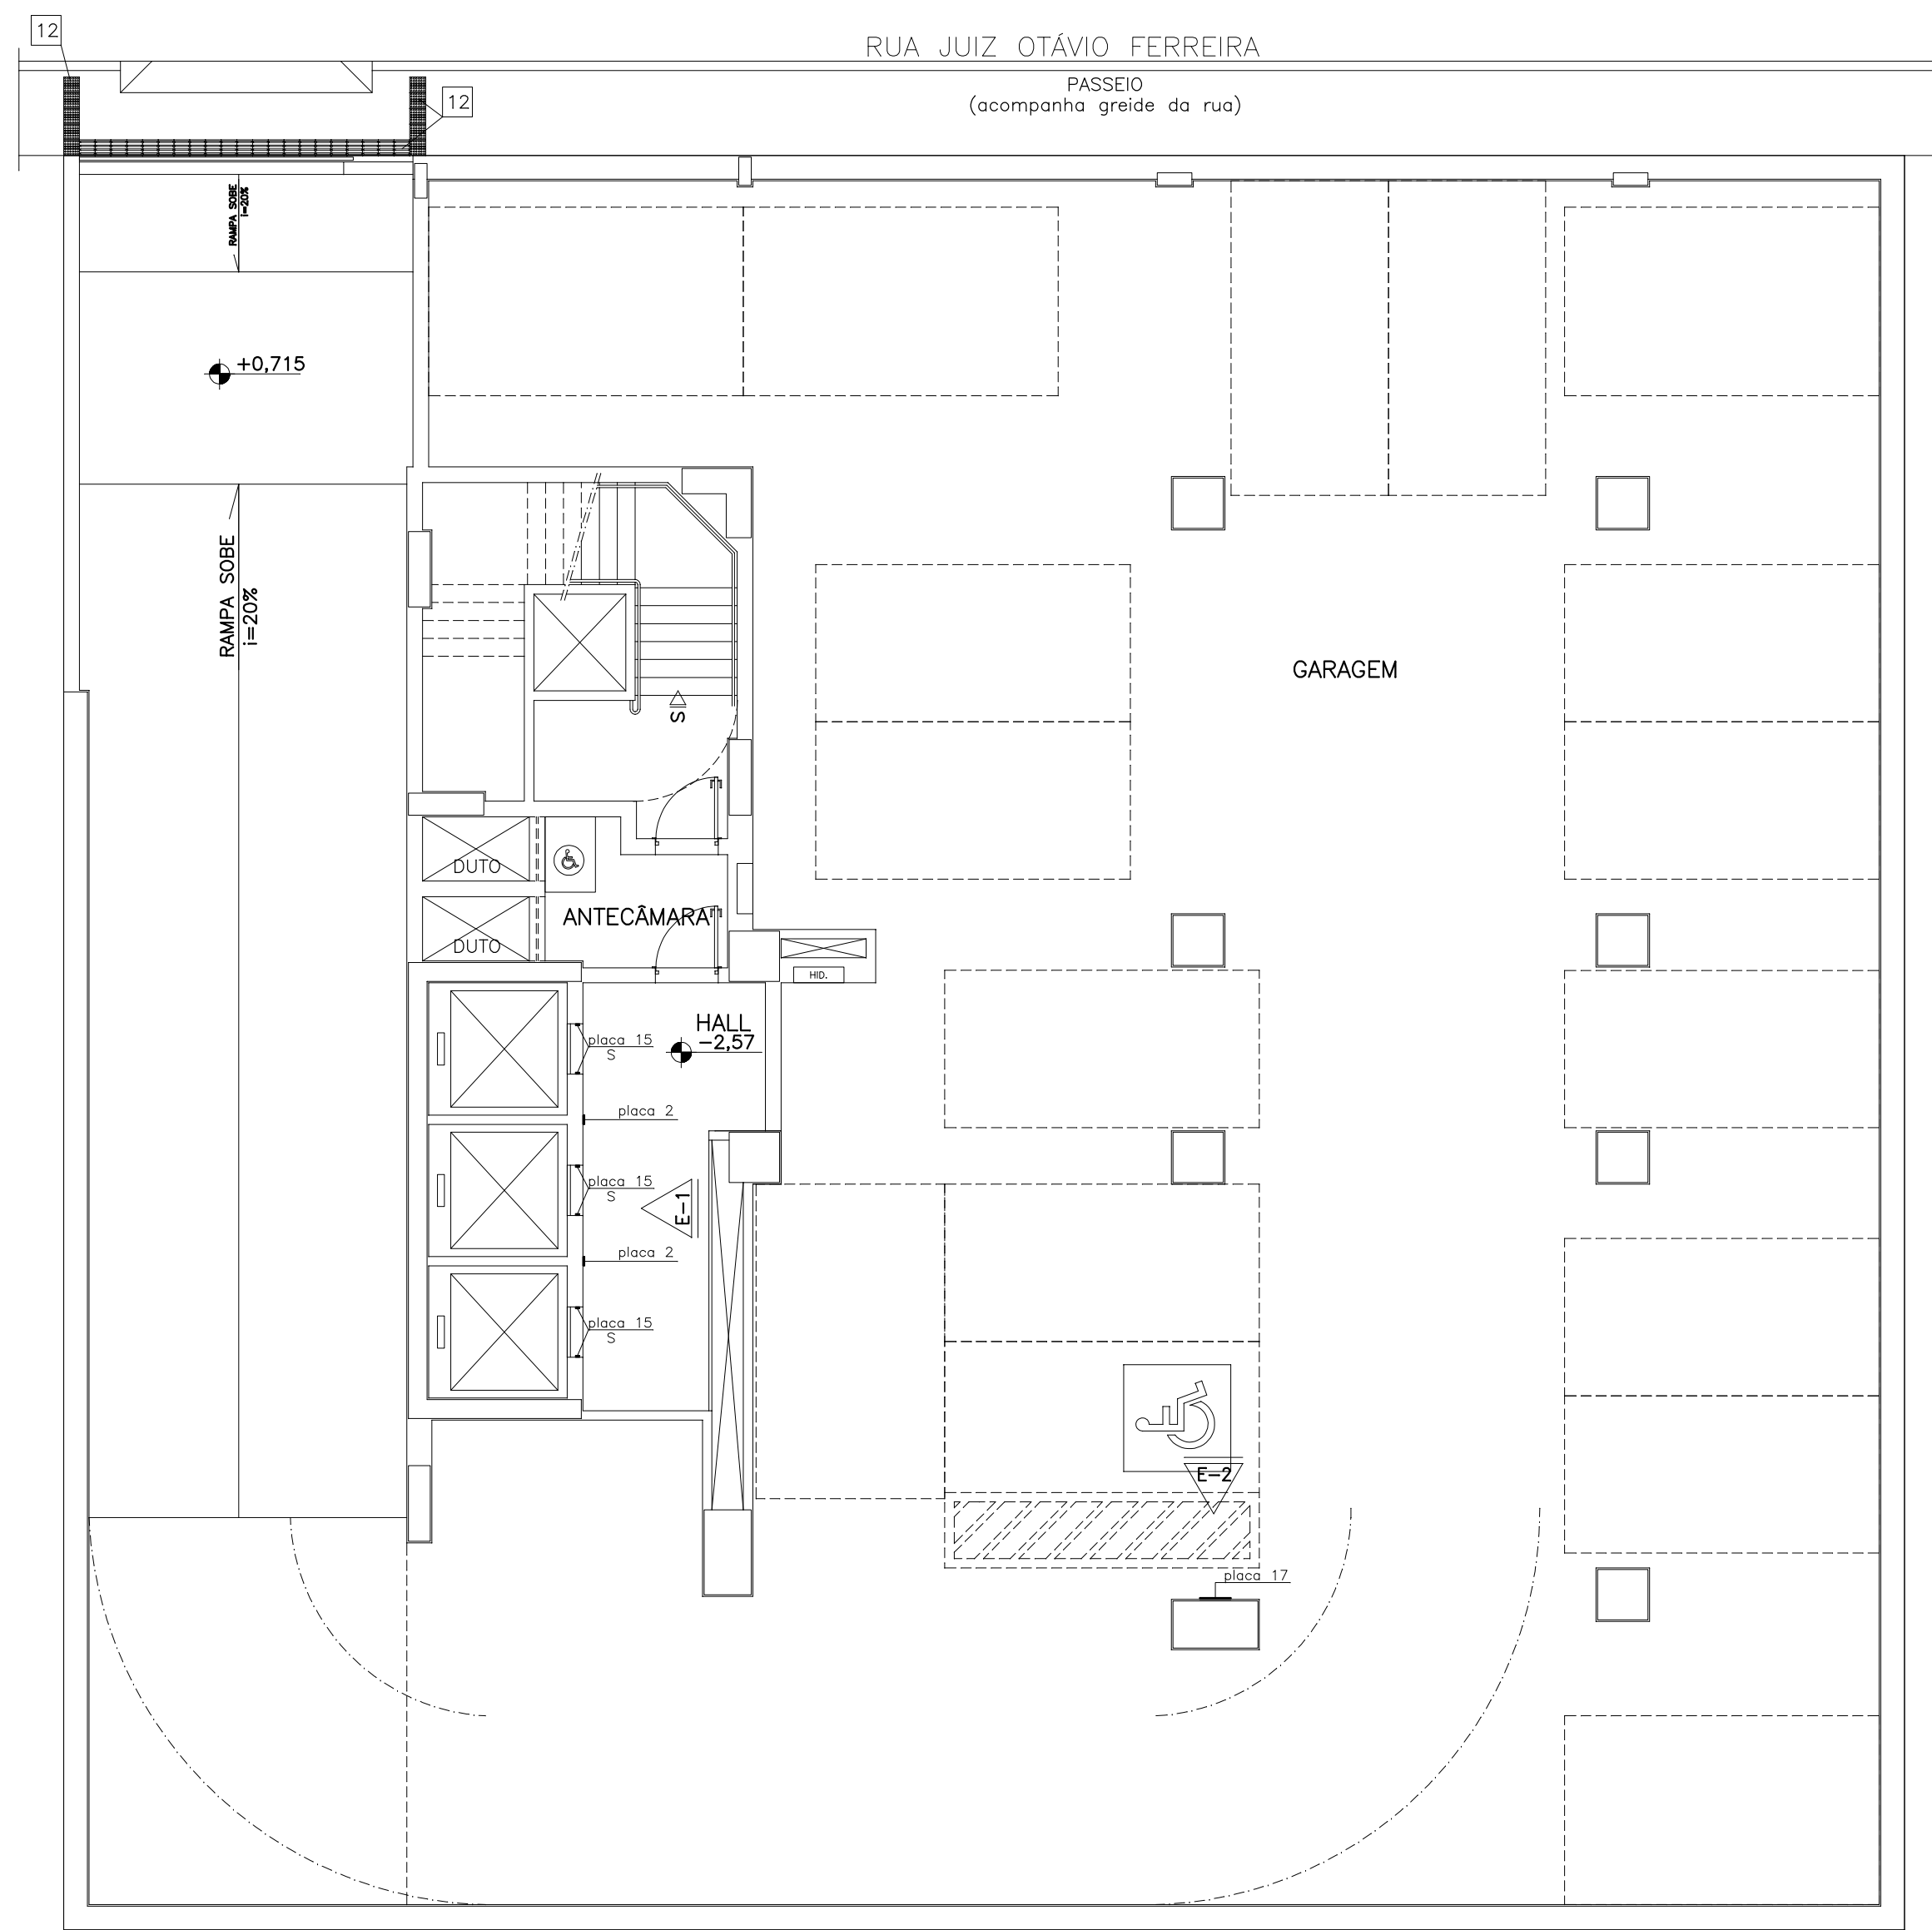 12
RUA JUIZ OTÁVIO FERREIRA
PASSEIO
(acompanha greide da rua)
12
RAMPA SOBE
i=20%
+0,715
RAMPA SOBE
i=20%
GARAGEM
S
DUTO
ANTECÂMARA
DUTO
HID.
HALL
-2,57
placa 15
S
placa 2
placa 15
S
E-1
placa 2
placa 15
S
E-2
placa 17